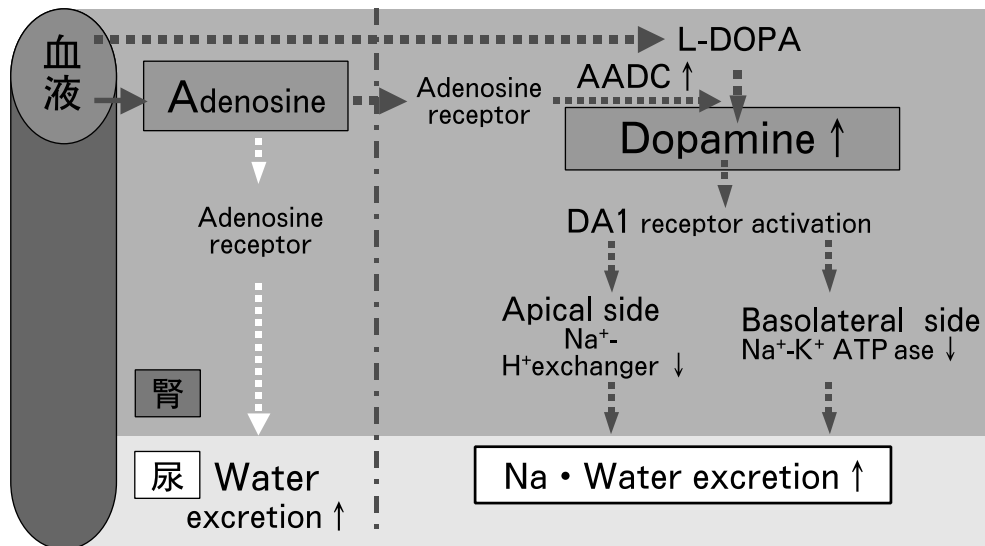 血
液
L-DOPA
AADC ↑
Adenosine
Adenosine
receptor
Dopamine ↑
Adenosine
receptor
DA1 receptor activation
Apical side
Na⁺-
H⁺exchanger ↓
Basolateral side
Na⁺-K⁺ ATP ase ↓
腎
尿
Water
excretion ↑
Na・Water excretion ↑